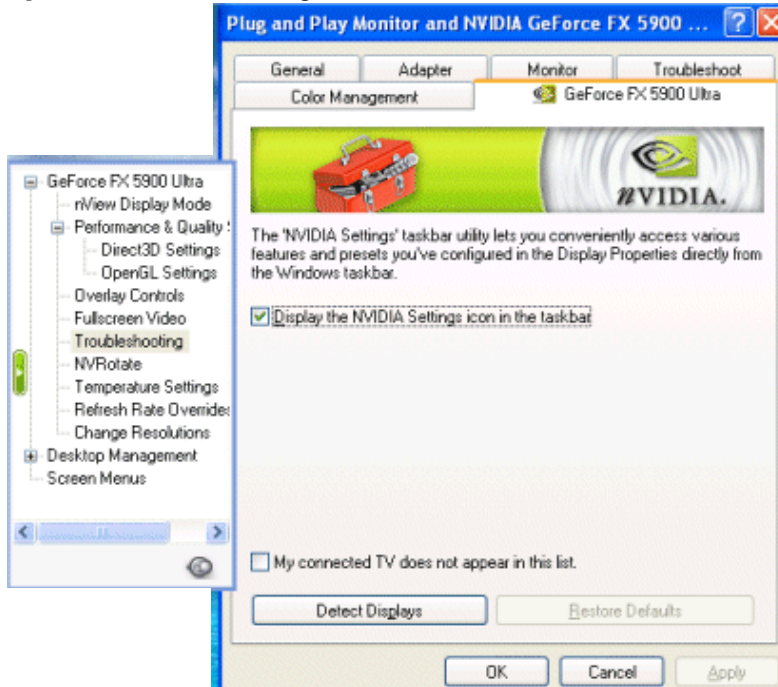 Plug and Play Monitor and NVIDIA GeForce FX 5900 ...
General Adapter Monitor Troubleshoot
Color Management GeForce FX 5900 Ultra
NVIDIA.
The 'NVIDIA Settings' taskbar utility lets you conveniently access various
features and presets you've configured in the Display Properties directly from
the Windows taskbar.
Display the NVIDIA Settings icon in the taskbar
My connected TV does not appear in this list.
Detect Displays Restore Defaults
OK Cancel Apply
GeForce FX 5900 Ultra
nView Display Mode
Performance & Quality S
Direct3D Settings
OpenGL Settings
Overlay Controls
Fullscreen Video
Troubleshooting
NVRotate
Temperature Settings
Refresh Rate Overrides
Change Resolutions
Desktop Management
Screen Menus